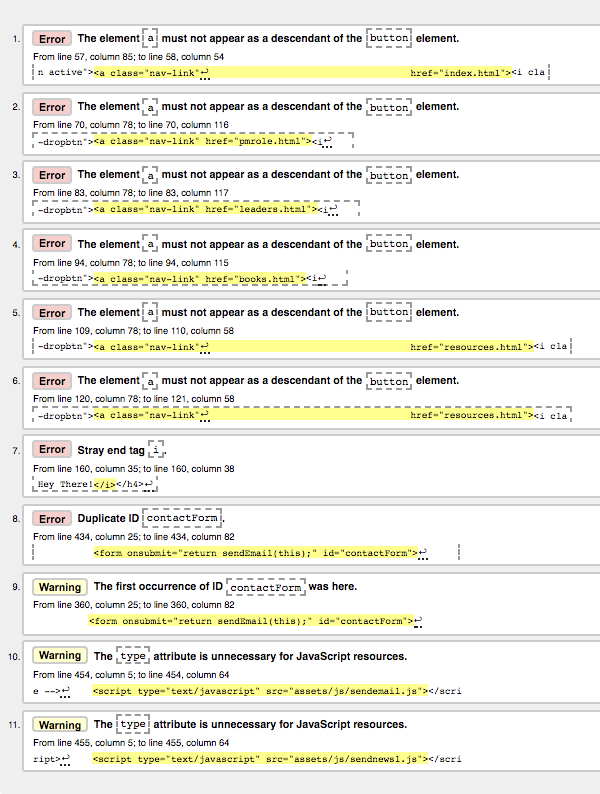 1. Error The element a must not appear as a descendant of the button element.
From line 57, column 85; to line 58, column 54
n active"><a class="nav-link"↩ href="index.html"><i cla
2. Error The element a must not appear as a descendant of the button element.
From line 70, column 78; to line 70, column 116
-dropbtn"><a class="nav-link" href="pmrole.html"><i↩
3. Error The element a must not appear as a descendant of the button element.
From line 83, column 78; to line 83, column 117
-dropbtn"><a class="nav-link" href="leaders.html"><i↩
4. Error The element a must not appear as a descendant of the button element.
From line 94, column 78; to line 94, column 115
-dropbtn"><a class="nav-link" href="books.html"><i↩
5. Error The element a must not appear as a descendant of the button element.
From line 109, column 78; to line 110, column 58
-dropbtn"><a class="nav-link"↩ href="resources.html"><i cla
6. Error The element a must not appear as a descendant of the button element.
From line 120, column 78; to line 121, column 58
-dropbtn"><a class="nav-link"↩ href="resources.html"><i cla
7. Error Stray end tag i.
From line 160, column 35; to line 160, column 38
Hey There!</i></h4>↩
8. Error Duplicate ID contactForm.
From line 434, column 25; to line 434, column 82
<form onsubmit="return sendEmail(this);" id="contactForm">↩
9. Warning The first occurrence of ID contactForm was here.
From line 360, column 25; to line 360, column 82
<form onsubmit="return sendEmail(this);" id="contactForm">↩
10. Warning The type attribute is unnecessary for JavaScript resources.
From line 454, column 5; to line 454, column 64
e -->↩ <script type="text/javascript" src="assets/js/sendemail.js"></scri
11. Warning The type attribute is unnecessary for JavaScript resources.
From line 455, column 5; to line 455, column 64
ript>↩ <script type="text/javascript" src="assets/js/sendnewsl.js"></scri